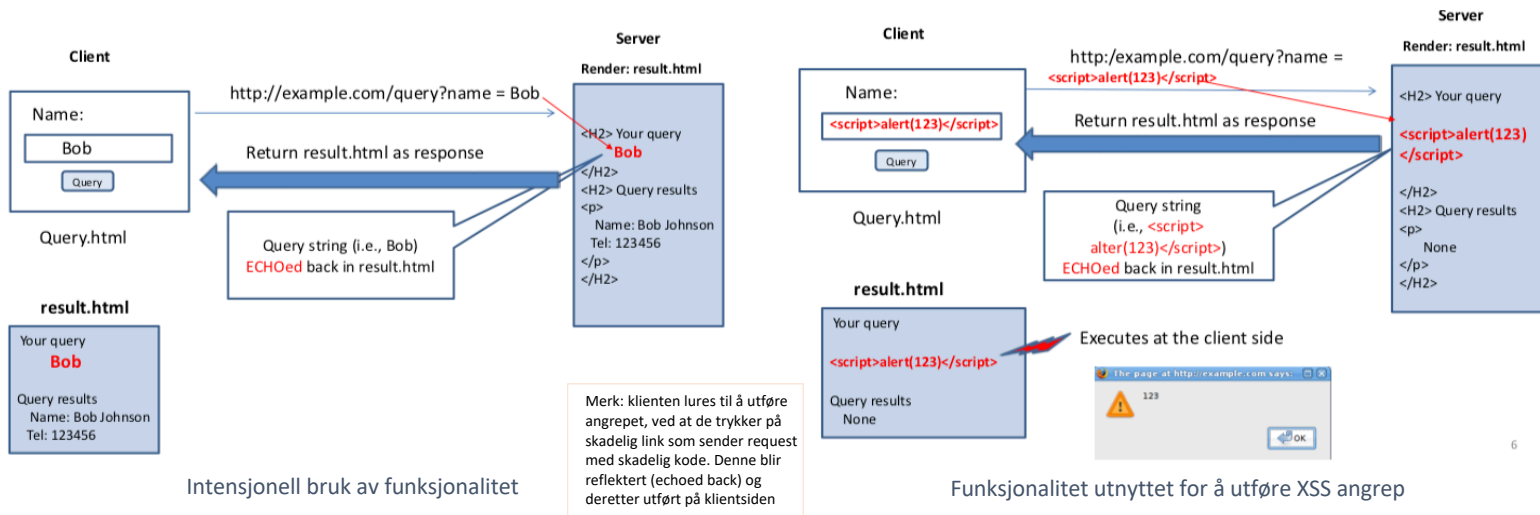 Client
Server
Render: result.html
Name:
Bob
Query
Query.html
http://example.com/query?name = Bob
Return result.html as response
<H2> Your query
Bob
</H2>
<H2> Query results
<p>
Name: Bob Johnson
Tel: 123456
</p>
</H2>
Query string (i.e., Bob)
ECHOed back in result.html
result.html
Your query
Bob
Query results
Name: Bob Johnson
Tel: 123456
Intensjonell bruk av funksjonalitet
Merk: klienten lures til å utføre
angrepet, ved at de trykker på
skadelig link som sender request
med skadelig kode. Denne blir
reflektert (echoed back) og
deretter utført på klientsiden
Client
Server
Render: result.html
Name:
<script>alert(123)</script>
Query
Query.html
http:/example.com/query?name =
<script>alert(123)</script>
Return result.html as response
<H2> Your query
<script>alert(123)
</script>
</H2>
<H2> Query results
<p>
None
</p>
</H2>
Query string
(i.e., <script>
alter(123)</script>)
ECHOed back in result.html
result.html
Your query
<script>alert(123)</script>
Query results
None
Executes at the client side
The page at http://example.com says:
123
OK
6
Funksjonalitet utnyttet for å utføre XSS angrep